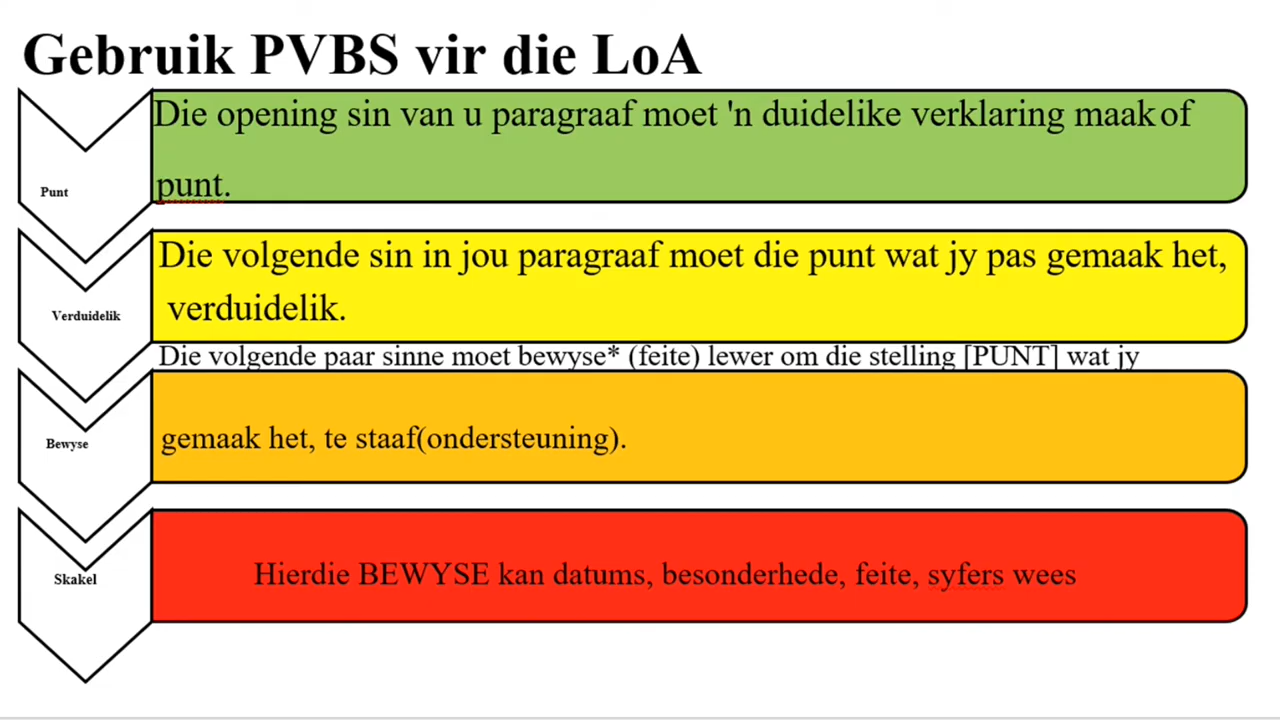 Gebruik PVBS vir die LoA
Punt
Die opening sin van u paragraaf moet 'n duidelike verklaring maak of
punt.
Verduidelik
Die volgende sin in jou paragraaf moet die punt wat jy pas gemaak het,
verduidelik.
Bewyse
Die volgende paar sinne moet bewyse* (feite) lewer om die stelling [PUNT] wat jy
gemaak het, te staaf(ondersteuning).
Skakel
Hierdie BEWYSE kan datums, besonderhede, feite, syfers wees